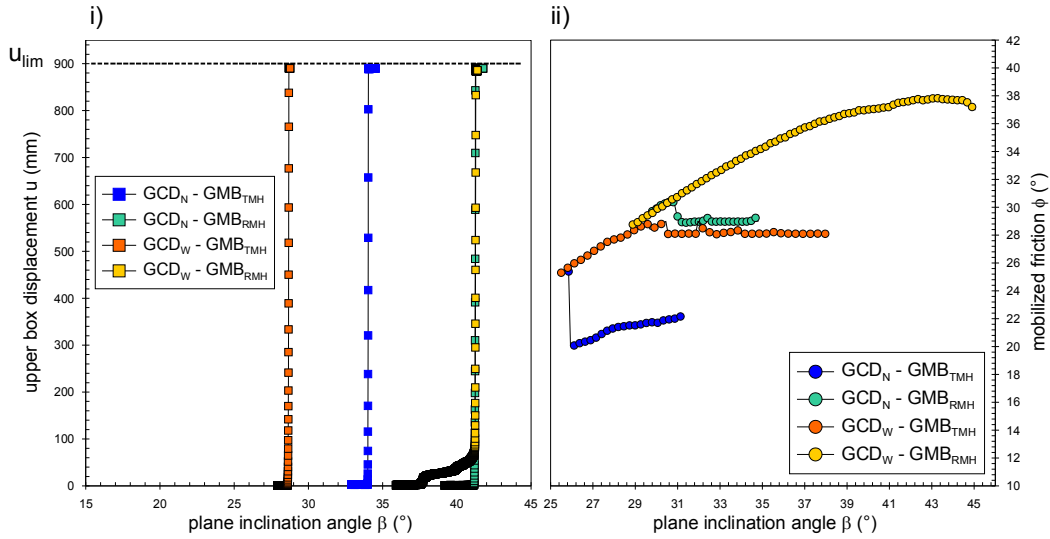 i)
ii)
u_lim
900
800
700
600
500
400
300
200
100
0
upper box displacement u (mm)
GCD_N - GMB_TMH
GCD_N - GMB_RMH
GCD_W - GMB_TMH
GCD_W - GMB_RMH
15 20 25 30 35 40 45
plane inclination angle β (°)
42
40
38
36
34
32
30
28
26
24
22
20
18
16
14
12
10
mobilized friction ϕ (°)
GCD_N - GMB_TMH
GCD_N - GMB_RMH
GCD_W - GMB_TMH
GCD_W - GMB_RMH
25 27 29 31 33 35 37 39 41 43 45
plane inclination angle β (°)